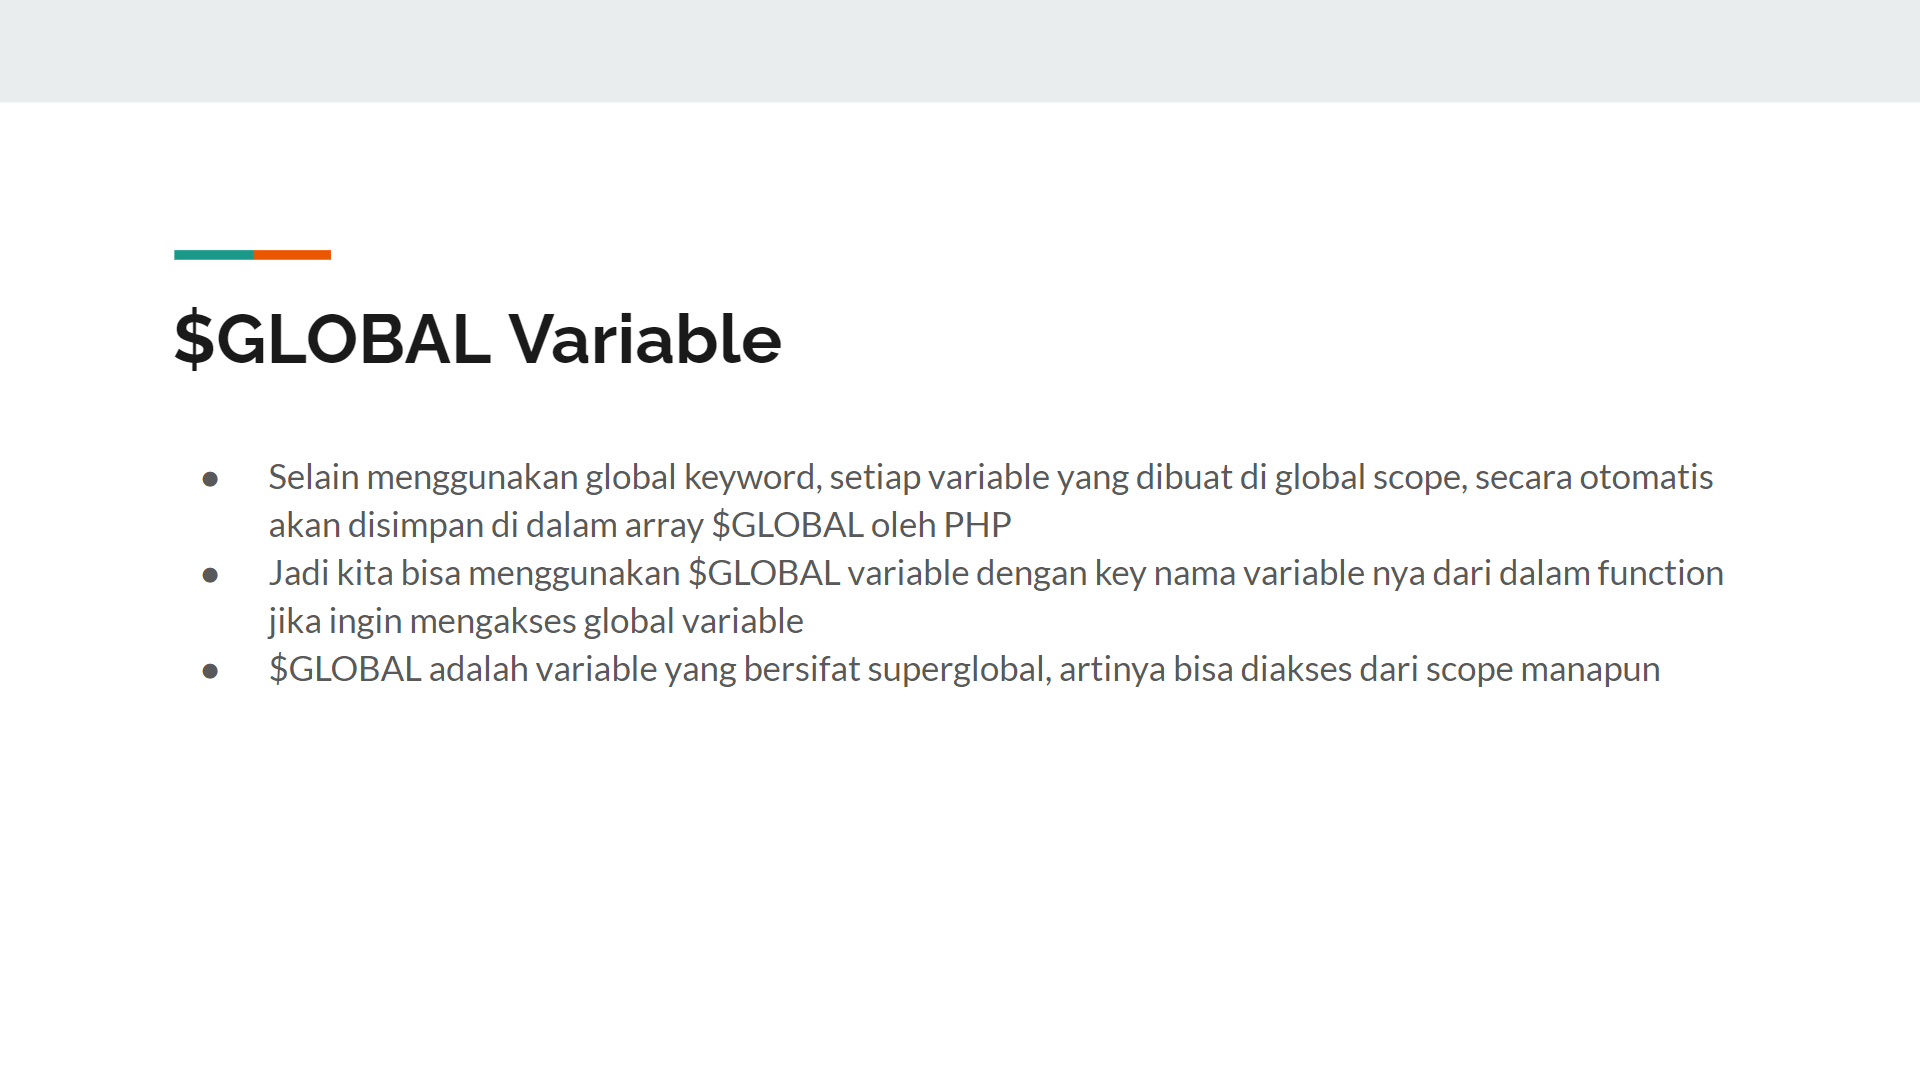 $GLOBAL Variable
● Selain menggunakan global keyword, setiap variable yang dibuat di global scope, secara otomatis
akan disimpan di dalam array $GLOBAL oleh PHP
● Jadi kita bisa menggunakan $GLOBAL variable dengan key nama variable nya dari dalam function
jika ingin mengakses global variable
● $GLOBAL adalah variable yang bersifat superglobal, artinya bisa diakses dari scope manapun